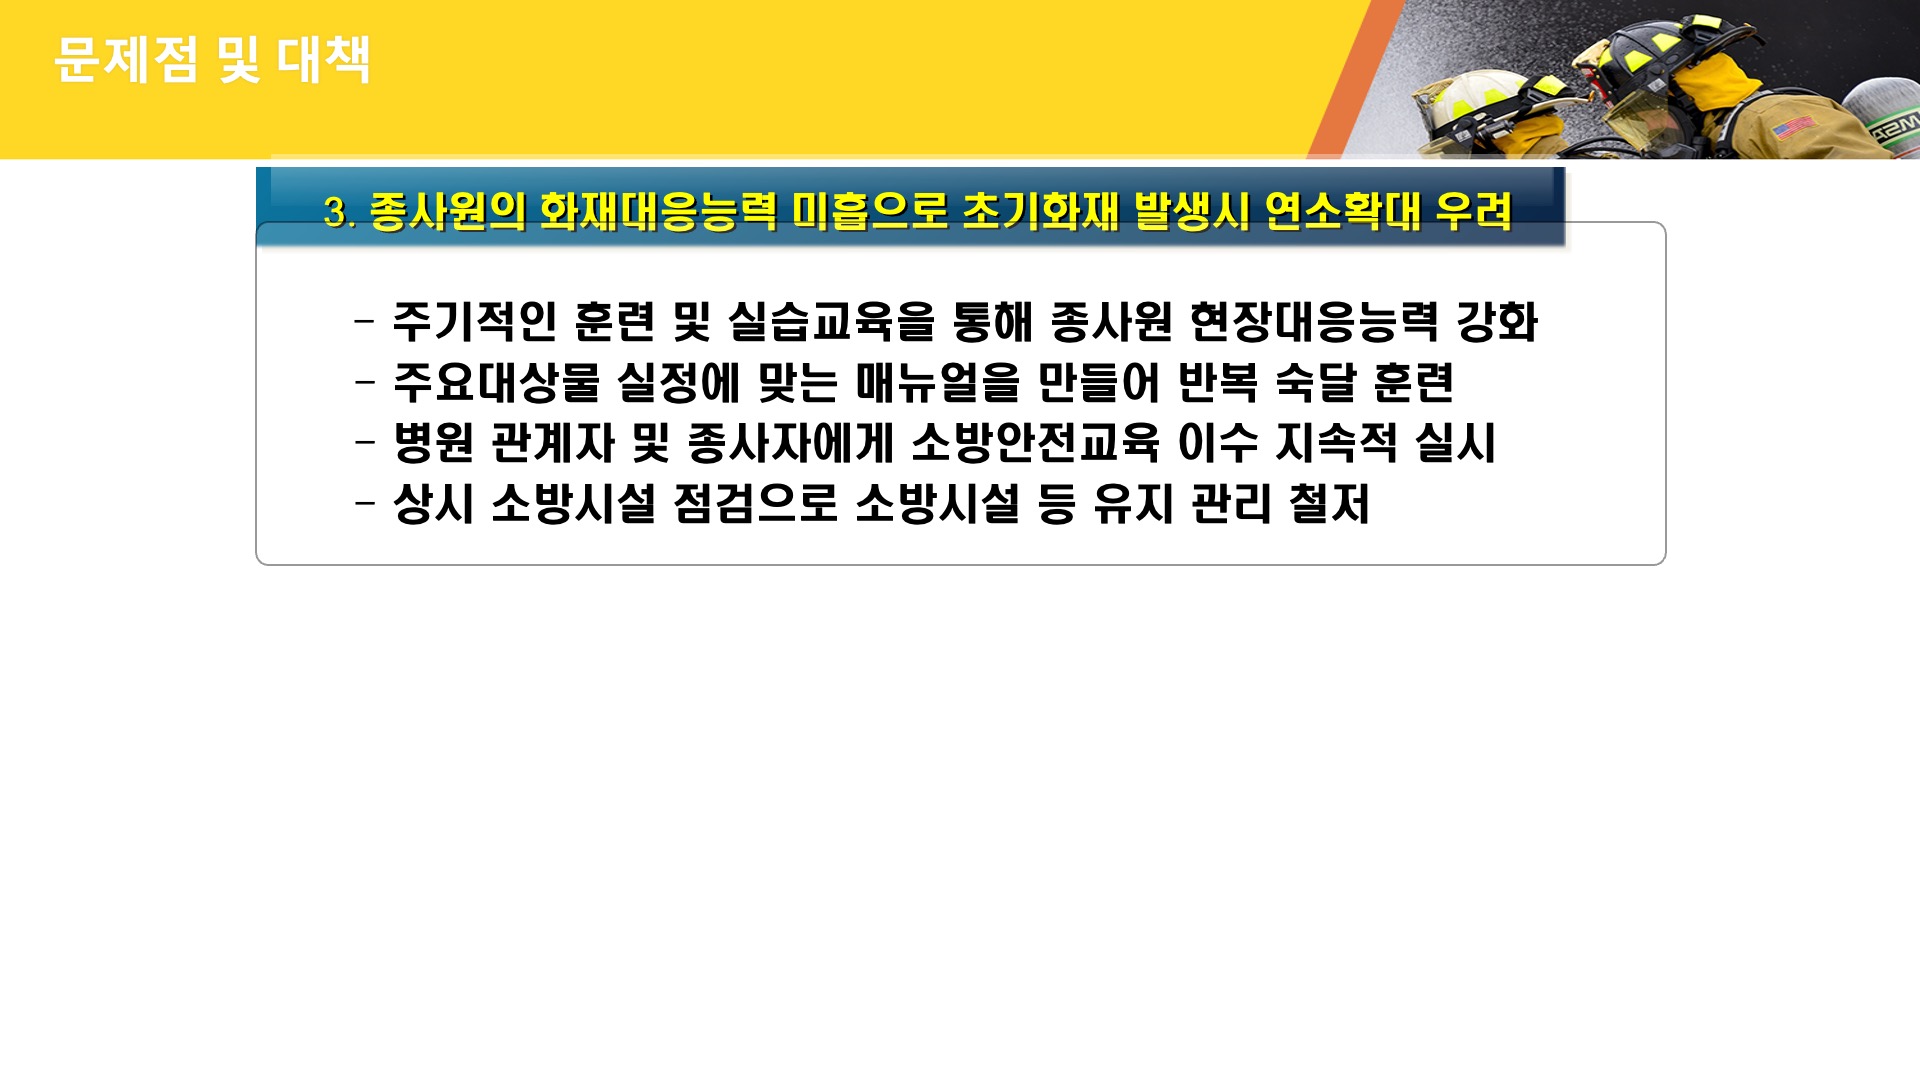 문제점 및 대책
MSA
3. 종사원의 화재대응능력 미흡으로 초기화재 발생시 연소확대 우려
- 주기적인 훈련 및 실습교육을 통해 종사원 현장대응능력 강화
- 주요대상물 실정에 맞는 매뉴얼을 만들어 반복 숙달 훈련
- 병원 관계자 및 종사자에게 소방안전교육 이수 지속적 실시
- 상시 소방시설 점검으로 소방시설 등 유지 관리 철저